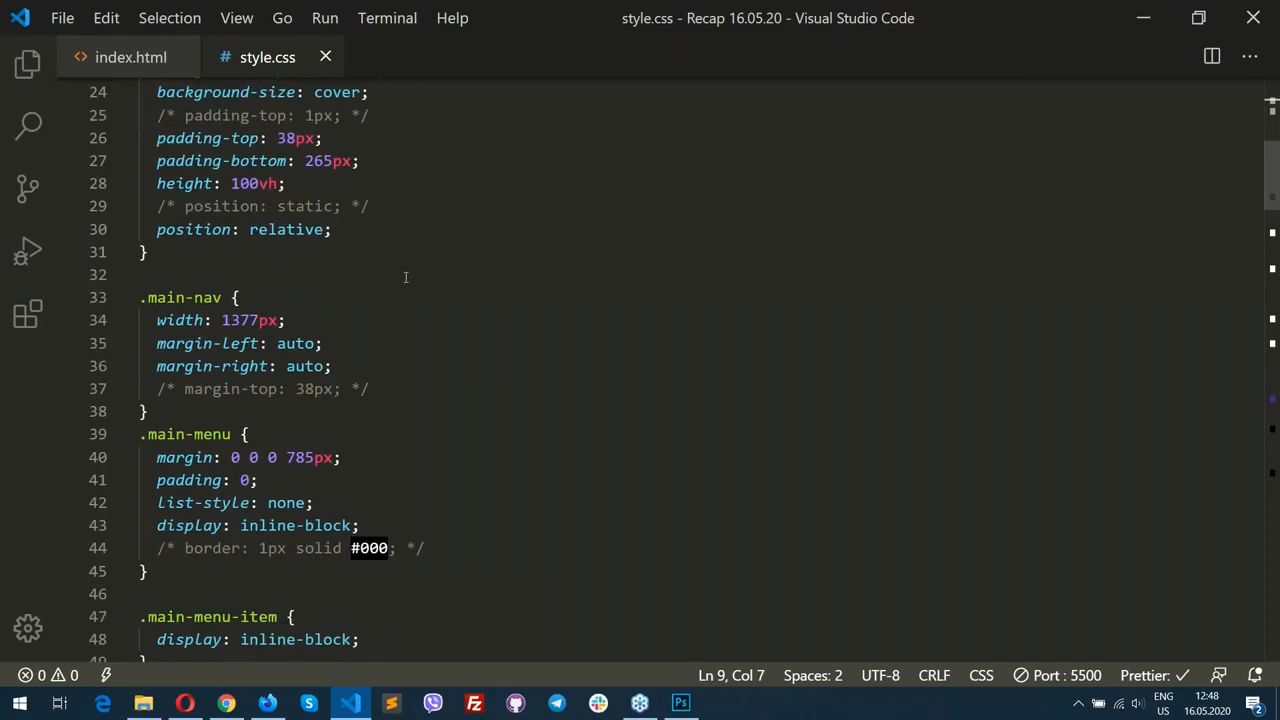 File Edit Selection View Go Run Terminal Help style.css - Recap 16.05.20 - Visual Studio Code
index.html # style.css
24 background-size: cover;
25 /* padding-top: 1px; */
26 padding-top: 38px;
27 padding-bottom: 265px;
28 height: 100vh;
29 /* position: static; */
30 position: relative;
31 }
32
33 .main-nav {
34 width: 1377px;
35 margin-left: auto;
36 margin-right: auto;
37 /* margin-top: 38px; */
38 }
39 .main-menu {
40 margin: 0 0 0 785px;
41 padding: 0;
42 list-style: none;
43 display: inline-block;
44 /* border: 1px solid #000; */
45 }
46
47 .main-menu-item {
48 display: inline-block;
49 }
0 0 Ln 9, Col 7 Spaces: 2 UTF-8 CRLF CSS Port : 5500 Prettier:
ENG 12:48
US 16.05.2020 2